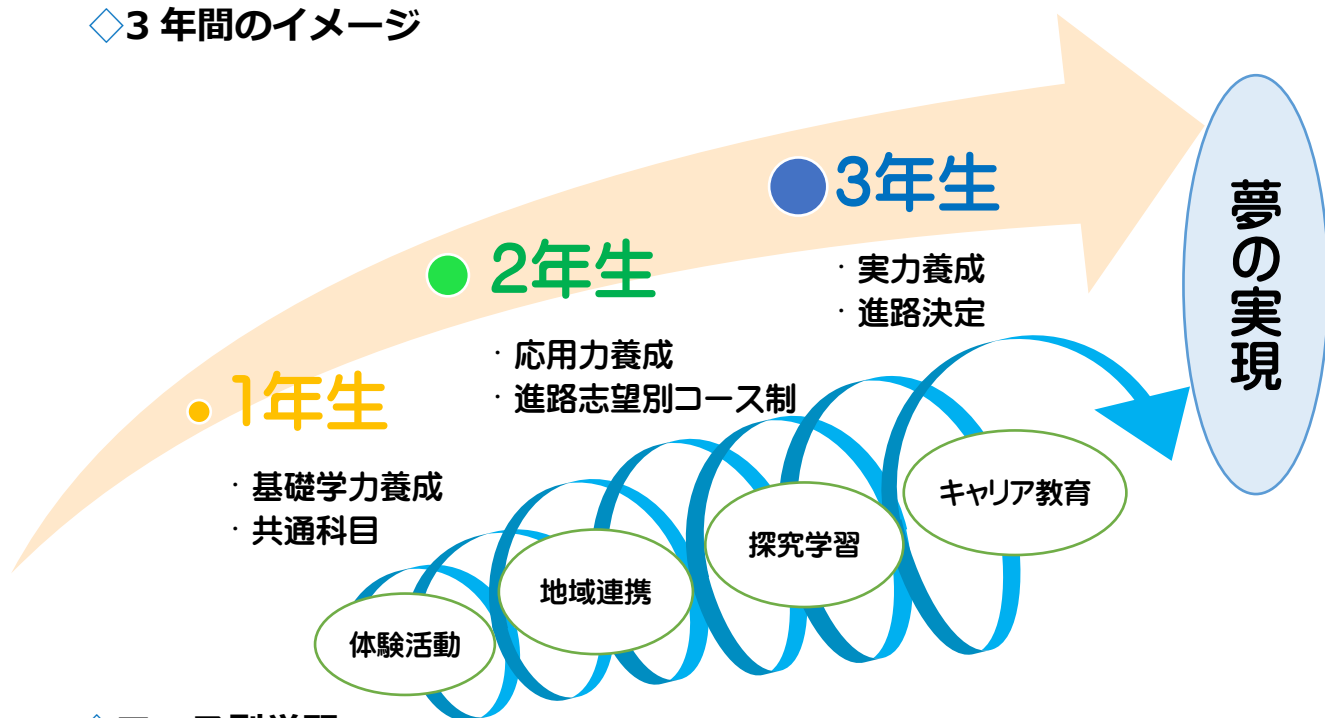 ◇3年間のイメージ
3年生
・実力養成
・進路決定
2年生
・応用力養成
・進路志望別コース制
1年生
・基礎学力養成
・共通科目
夢の実現
キャリア教育
探究学習
地域連携
体験活動